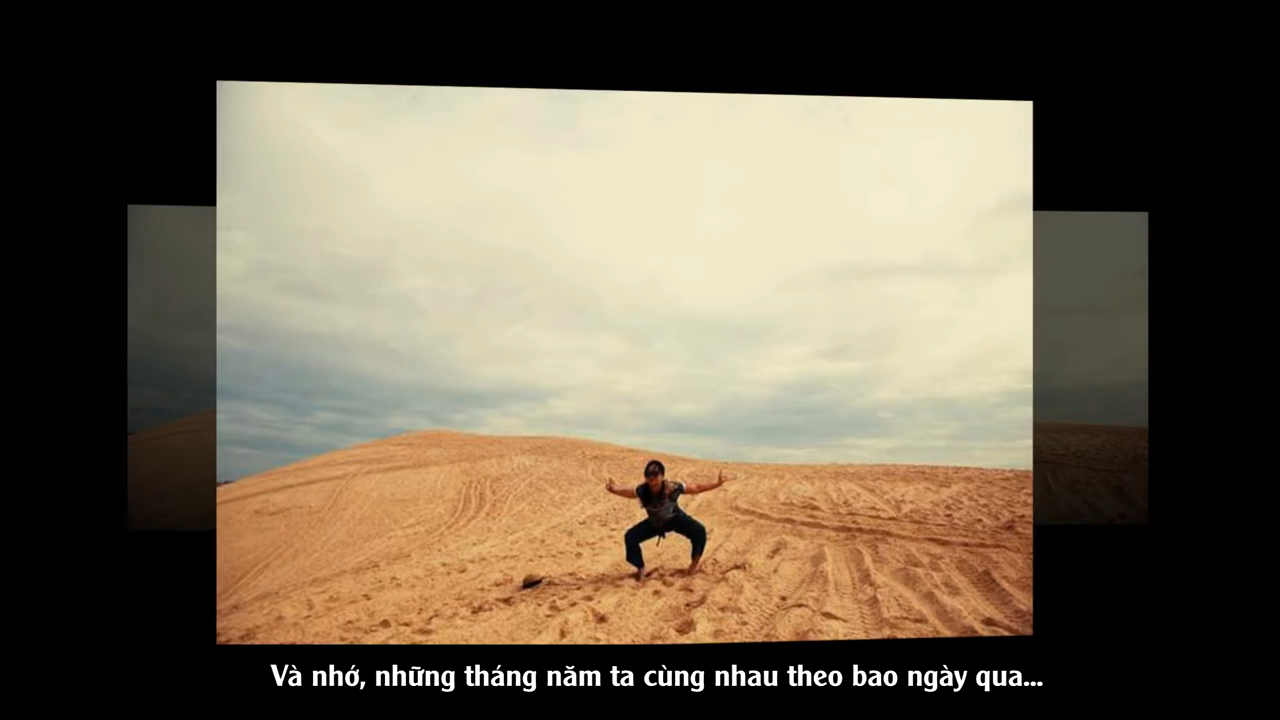 Và nhớ, những tháng năm ta cùng nhau theo bao ngày qua...